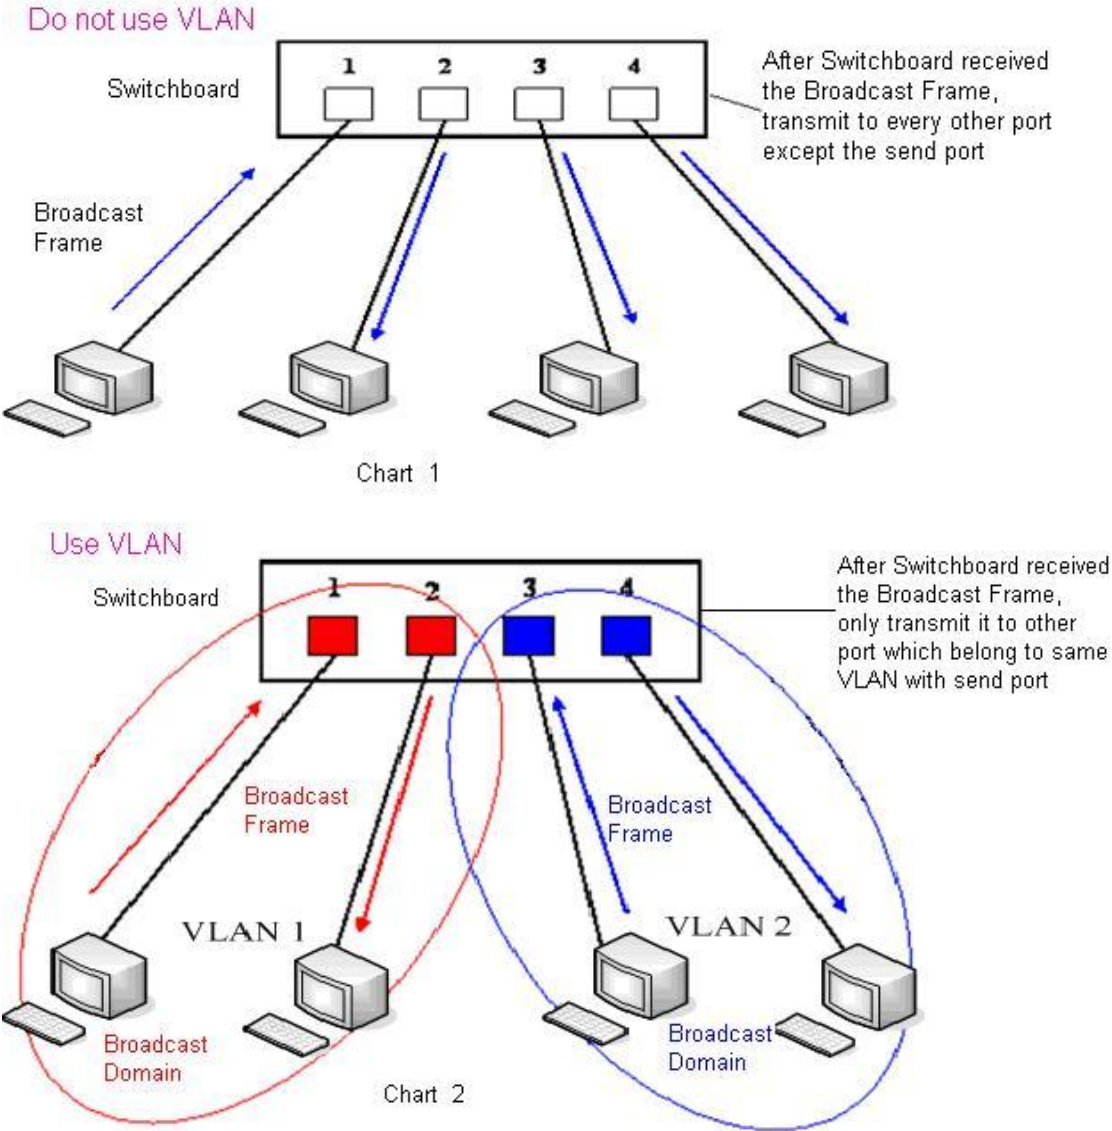 Do not use VLAN
1 2 3 4
Switchboard
After Switchboard received
the Broadcast Frame,
transmit to every other port
except the send port
Broadcast
Frame
Chart 1
Use VLAN
1 2 3 4
Switchboard
After Switchboard received
the Broadcast Frame,
only transmit it to other
port which belong to same
VLAN with send port
Broadcast
Frame
Broadcast
Frame
VLAN 1
VLAN 2
Broadcast
Domain
Broadcast
Domain
Chart 2